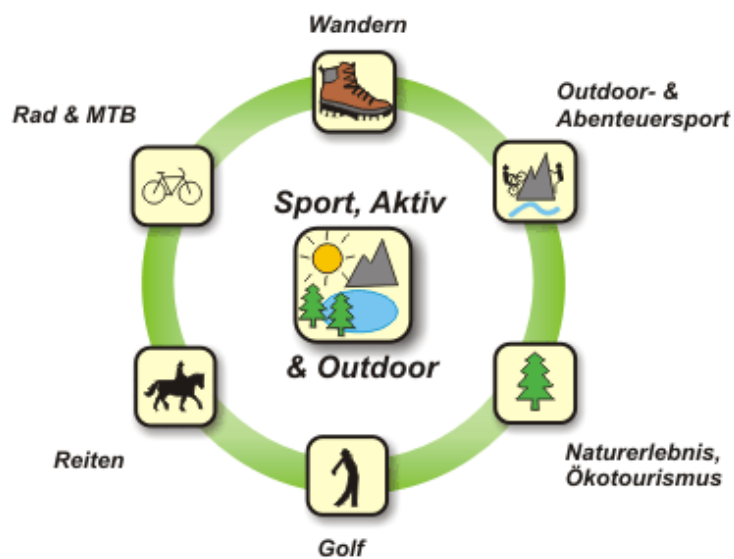 Wandern
Outdoor- &
Abenteuersport
Rad & MTB
Sport, Aktiv
& Outdoor
Naturerlebnis,
Ökotourismus
Reiten
Golf